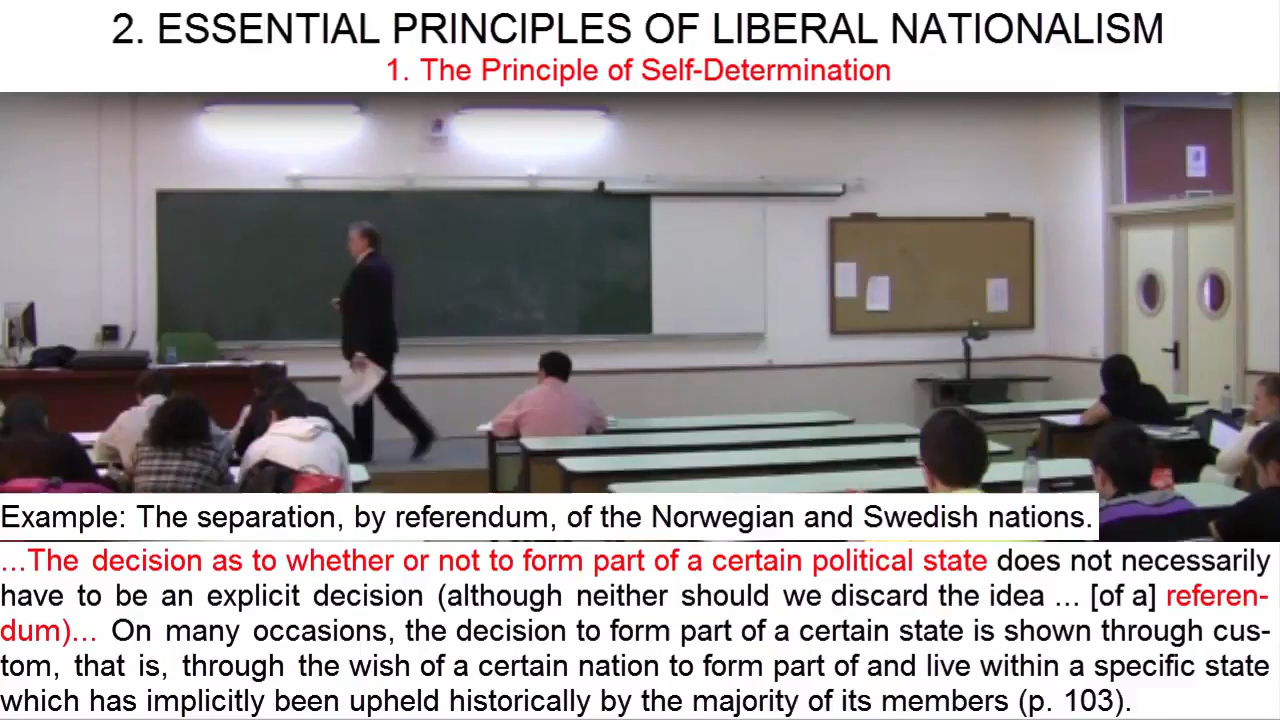 2. ESSENTIAL PRINCIPLES OF LIBERAL NATIONALISM
1. The Principle of Self-Determination
Example: The separation, by referendum, of the Norwegian and Swedish nations.
...The decision as to whether or not to form part of a certain political state does not necessarily
have to be an explicit decision (although neither should we discard the idea ... [of a] referen-
dum)... On many occasions, the decision to form part of a certain state is shown through cus-
tom, that is, through the wish of a certain nation to form part of and live within a specific state
which has implicitly been upheld historically by the majority of its members (p. 103).